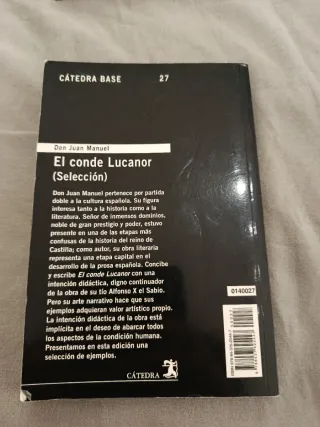 CÁTEDRA BASE 27
Don Juan Manuel
El conde Lucanor
(Selección)
Don Juan Manuel pertenece por partida
doble a la cultura española. Su figura
interesa tanto a la historia como a la
literatura. Señor de inmensos dominios,
noble de gran prestigio y poder, estuvo
presente en una de las etapas más
confusas de la historia del reino de
Castilla; como autor, su obra literaria
representa una etapa capital en el
desarrollo de la prosa española. Concibe
y escribe El conde Lucanor con una
intención didáctica, digno continuador
de la obra de su tío Alfonso X el Sabio.
Pero su arte narrativo hace que sus
ejemplos adquieran valor artístico propio.
La intención didáctica de la obra está
implícita en el deseo de abarcar todos
los aspectos de la condición humana.
Presentamos en esta edición una
selección de ejemplos.
0140027
CÁTEDRA